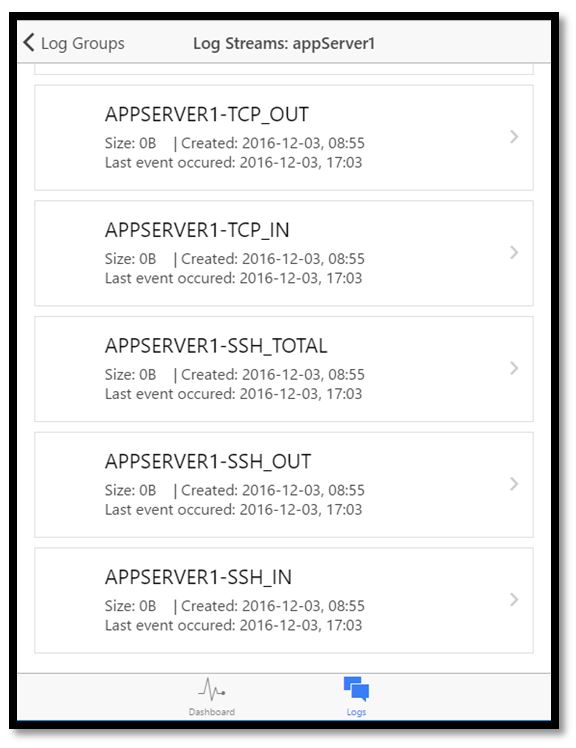 Log Groups
Log Streams: appServer1
APPSERVER1-TCP_OUT
Size: 0B | Created: 2016-12-03, 08:55
Last event occured: 2016-12-03, 17:03
APPSERVER1-TCP_IN
Size: 0B | Created: 2016-12-03, 08:55
Last event occured: 2016-12-03, 17:03
APPSERVER1-SSH_TOTAL
Size: 0B | Created: 2016-12-03, 08:55
Last event occured: 2016-12-03, 17:03
APPSERVER1-SSH_OUT
Size: 0B | Created: 2016-12-03, 08:55
Last event occured: 2016-12-03, 17:03
APPSERVER1-SSH_IN
Size: 0B | Created: 2016-12-03, 08:55
Last event occured: 2016-12-03, 17:03
Dashboard
Logs